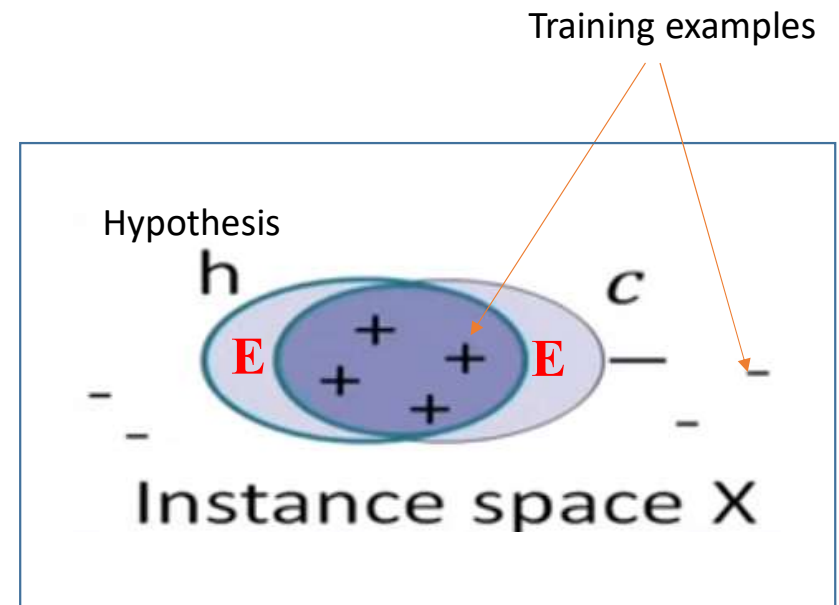 Training examples
Hypothesis
h
c
+
E
+
E
—
-
+
-
+
-
-
Instance space X